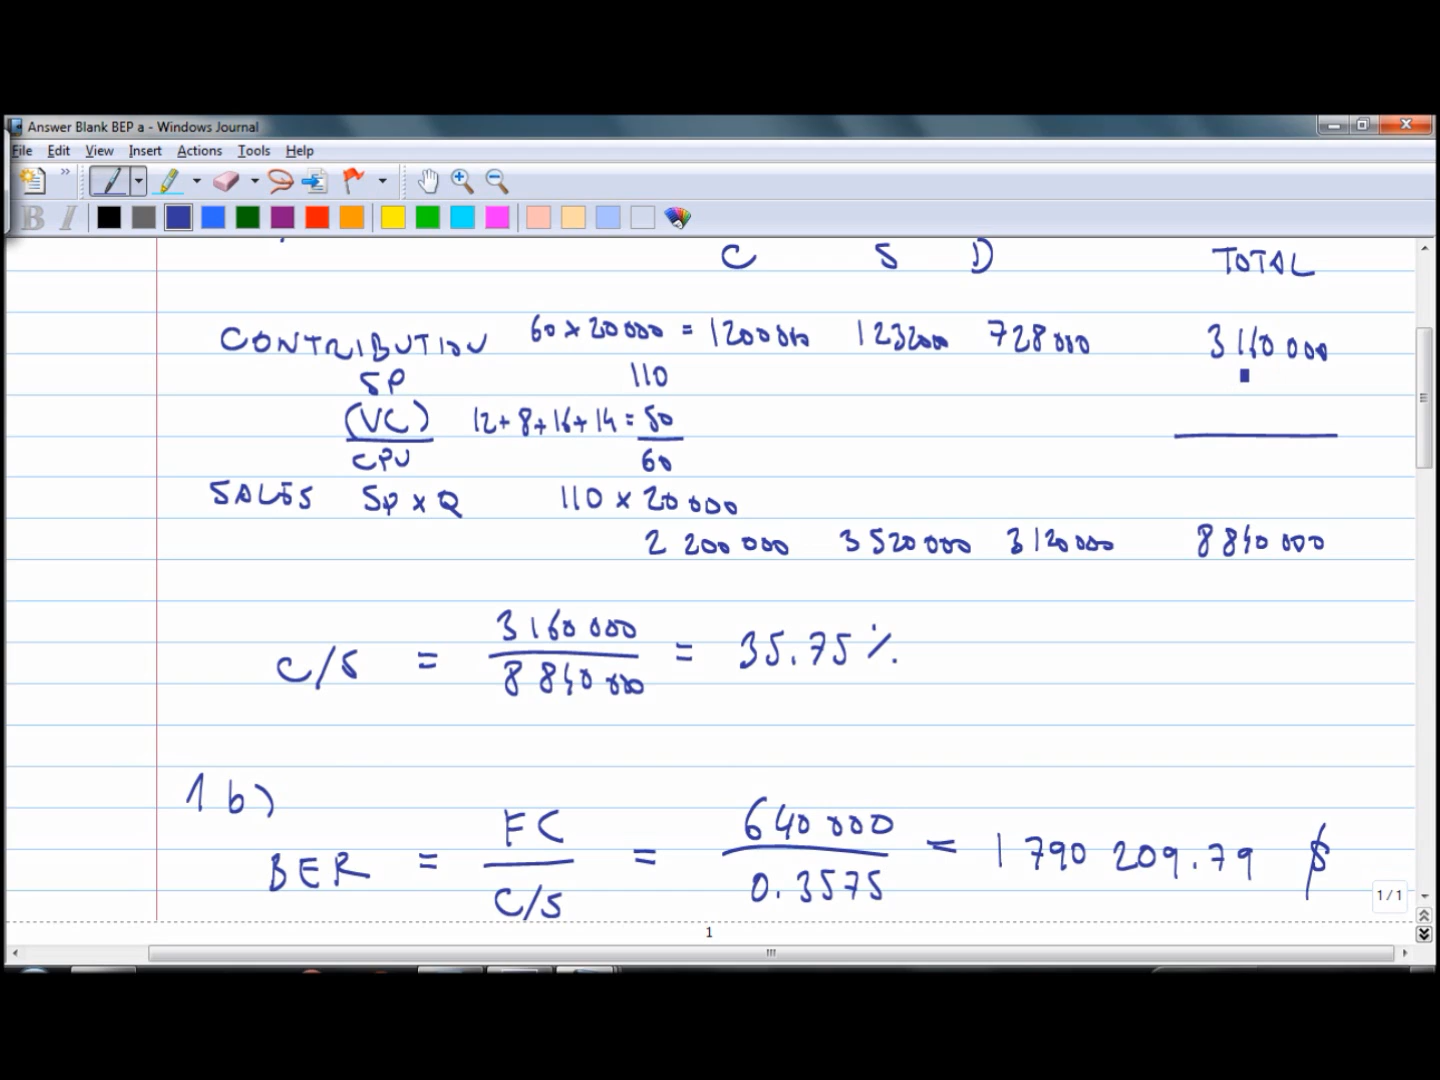 Answer Blank BEP a - Windows Journal
File Edit View Insert Actions Tools Help
B I
C S D TOTAL
CONTRIBUTION 60 x 20 000 = 1200 000 1232000 728 000 3 160 000
SP 110
(VC) 12 + 8 + 16 + 14 = 50
CPU 60
SALES SP x Q 110 x 20 000
2 200 000 3 520 000 3 120 000 8 840 000
C/S = 3 160 000 / 8 840 000 = 35.75 %
1 b)
BER = FC / C/S = 640 000 / 0.3575 = 1 790 209.79 $
1 / 1
1